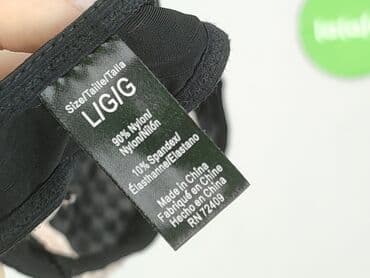 Size/Taille/Talla
L/G/G
90% Nylon/
Nylon/Nilón
10% Spandex/
Élasthanne/Elastano
Made in China
Fabriqué en Chine
Hecho en China
RN 72409